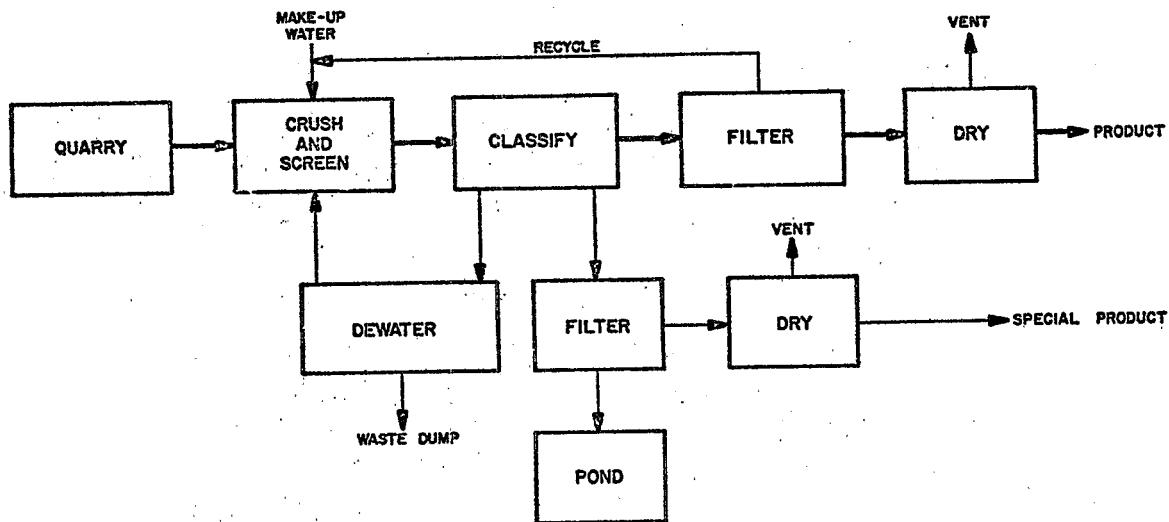 MAKE-UP
WATER
RECYCLE
VENT
QUARRY
CRUSH
AND
SCREEN
CLASSIFY
FILTER
DRY
PRODUCT
VENT
DEWATER
FILTER
DRY
SPECIAL PRODUCT
WASTE DUMP
POND